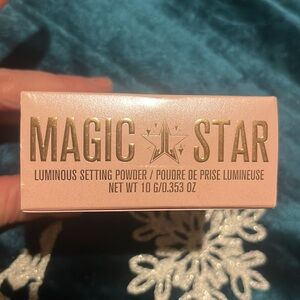 MAGIC STAR
LUMINOUS SETTING POWDER / POUDRE DE PRISE LUMINEUSE
NET WT 10 G/0.353 OZ